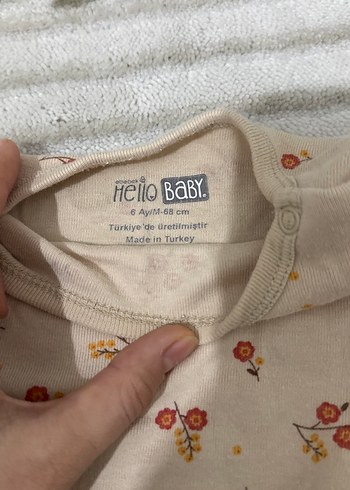 Hello BABY®
6 Ay/M-68 cm
Türkiye'de üretilmiştir
Made in Turkey